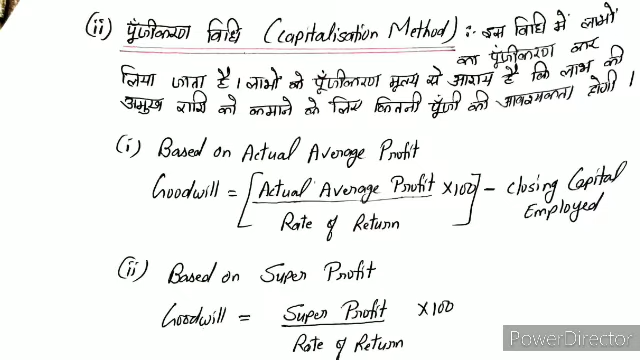 (ii) पूँजीकरण विधि (Capitalisation Method) :- इस विधि में लाभों
का पूंजीकरण कर
लिया जाता है। लाभों के पूँजीकरण मूल्य से आशय है कि लाभ की
अमुख राशि को कमाने के लिए कितनी पूँजी की आवश्यकता होगी।
(i) Based on Actual Average Profit
Goodwill = [Actual Average Profit × 100] - Closing Capital
Rate of Return
Employed
(ii) Based on Super Profit
Goodwill = Super Profit × 100
Rate of Return
PowerDirector